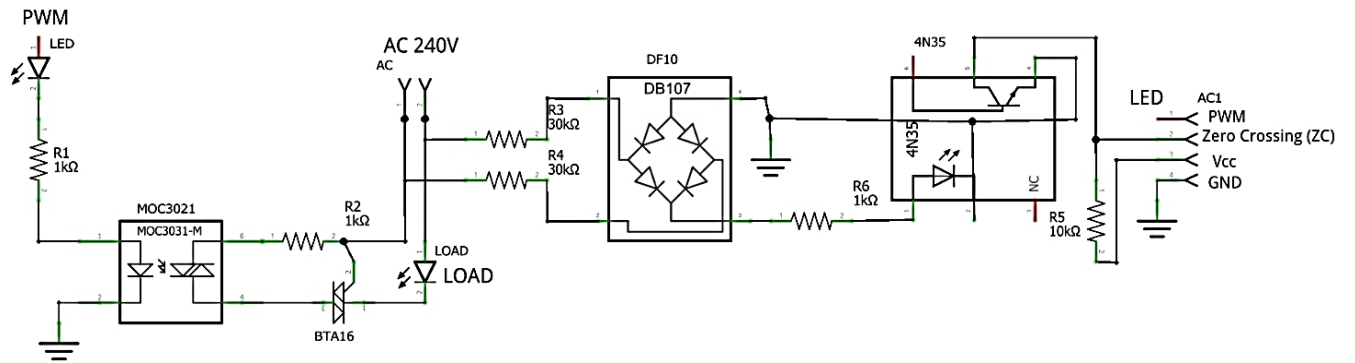 PWM
LED
R1
1kΩ
MOC3021
MOC3031-M
R2
1kΩ
AC 240V
AC
LOAD
LOAD
BTA16
R3
30kΩ
R4
30kΩ
DF10
DB107
R6
1kΩ
4N35
4N35
NC
R5
10kΩ
LED
AC1
PWM
Zero Crossing (ZC)
Vcc
GND